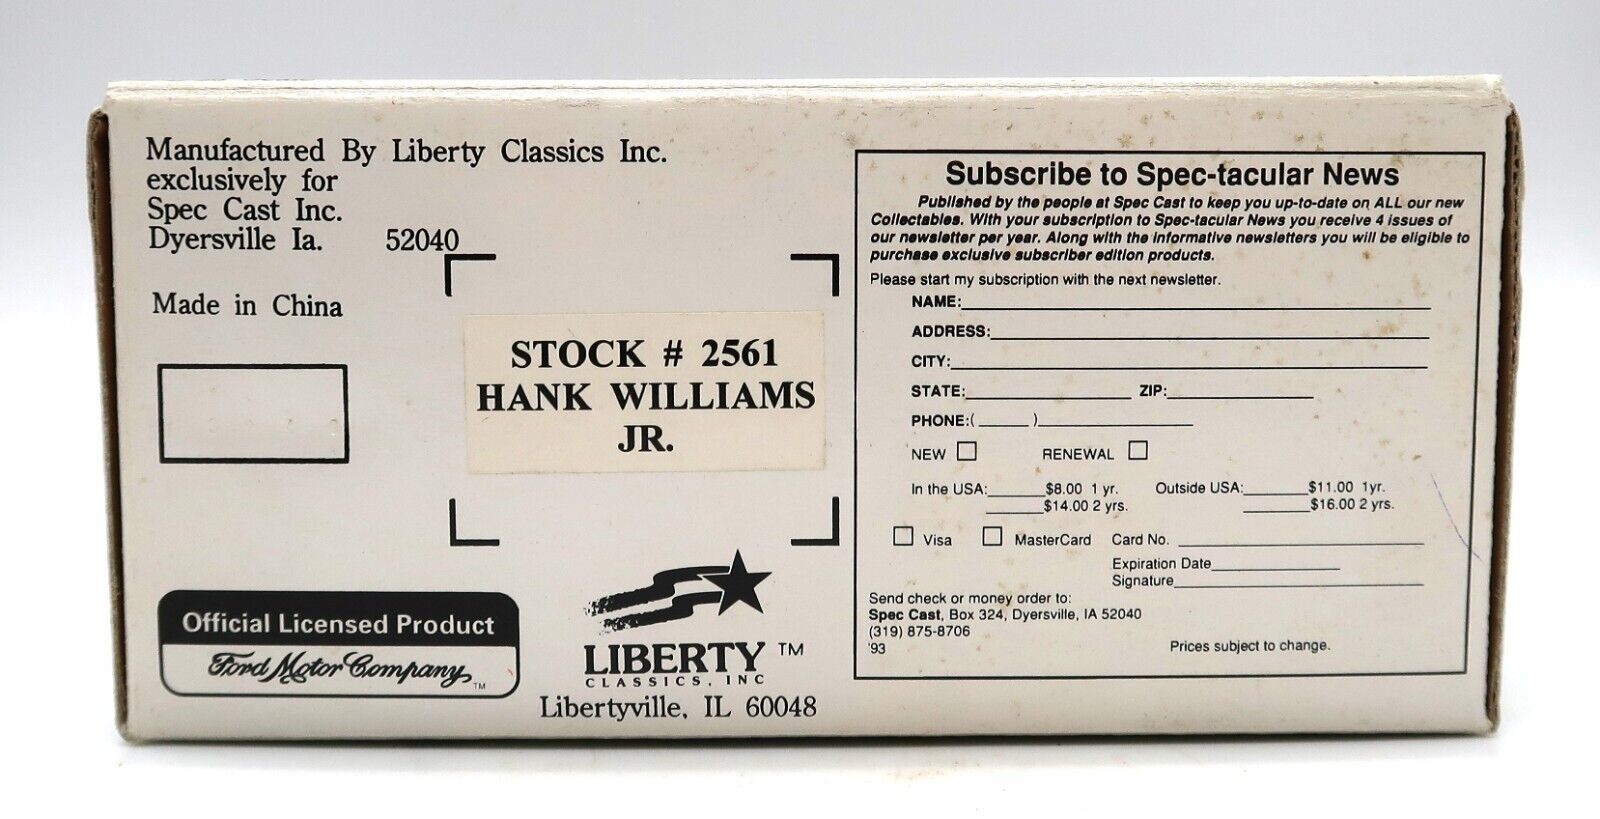 Manufactured By Liberty Classics Inc.
exclusively for
Spec Cast Inc.
Dyersville Ia. 52040
Made in China
STOCK # 2561
HANK WILLIAMS
JR.
Official Licensed Product
Ford Motor Company TM
LIBERTY TM
CLASSICS, INC
Libertyville, IL 60048
Subscribe to Spec-tacular News
Published by the people at Spec Cast to keep you up-to-date on ALL our new
Collectables. With your subscription to Spec-tacular News you receive 4 issues of
our newsletter per year. Along with the informative newsletters you will be eligible to
purchase exclusive subscriber edition products.
Please start my subscription with the next newsletter.
NAME:
ADDRESS:
CITY:
STATE: ZIP:
PHONE:( )
NEW RENEWAL
In the USA: $8.00 1 yr. Outside USA: $11.00 1yr.
$14.00 2 yrs. $16.00 2 yrs.
Visa MasterCard Card No.
Expiration Date
Signature
Send check or money order to:
Spec Cast, Box 324, Dyersville, IA 52040
(319) 875-8706
'93 Prices subject to change.